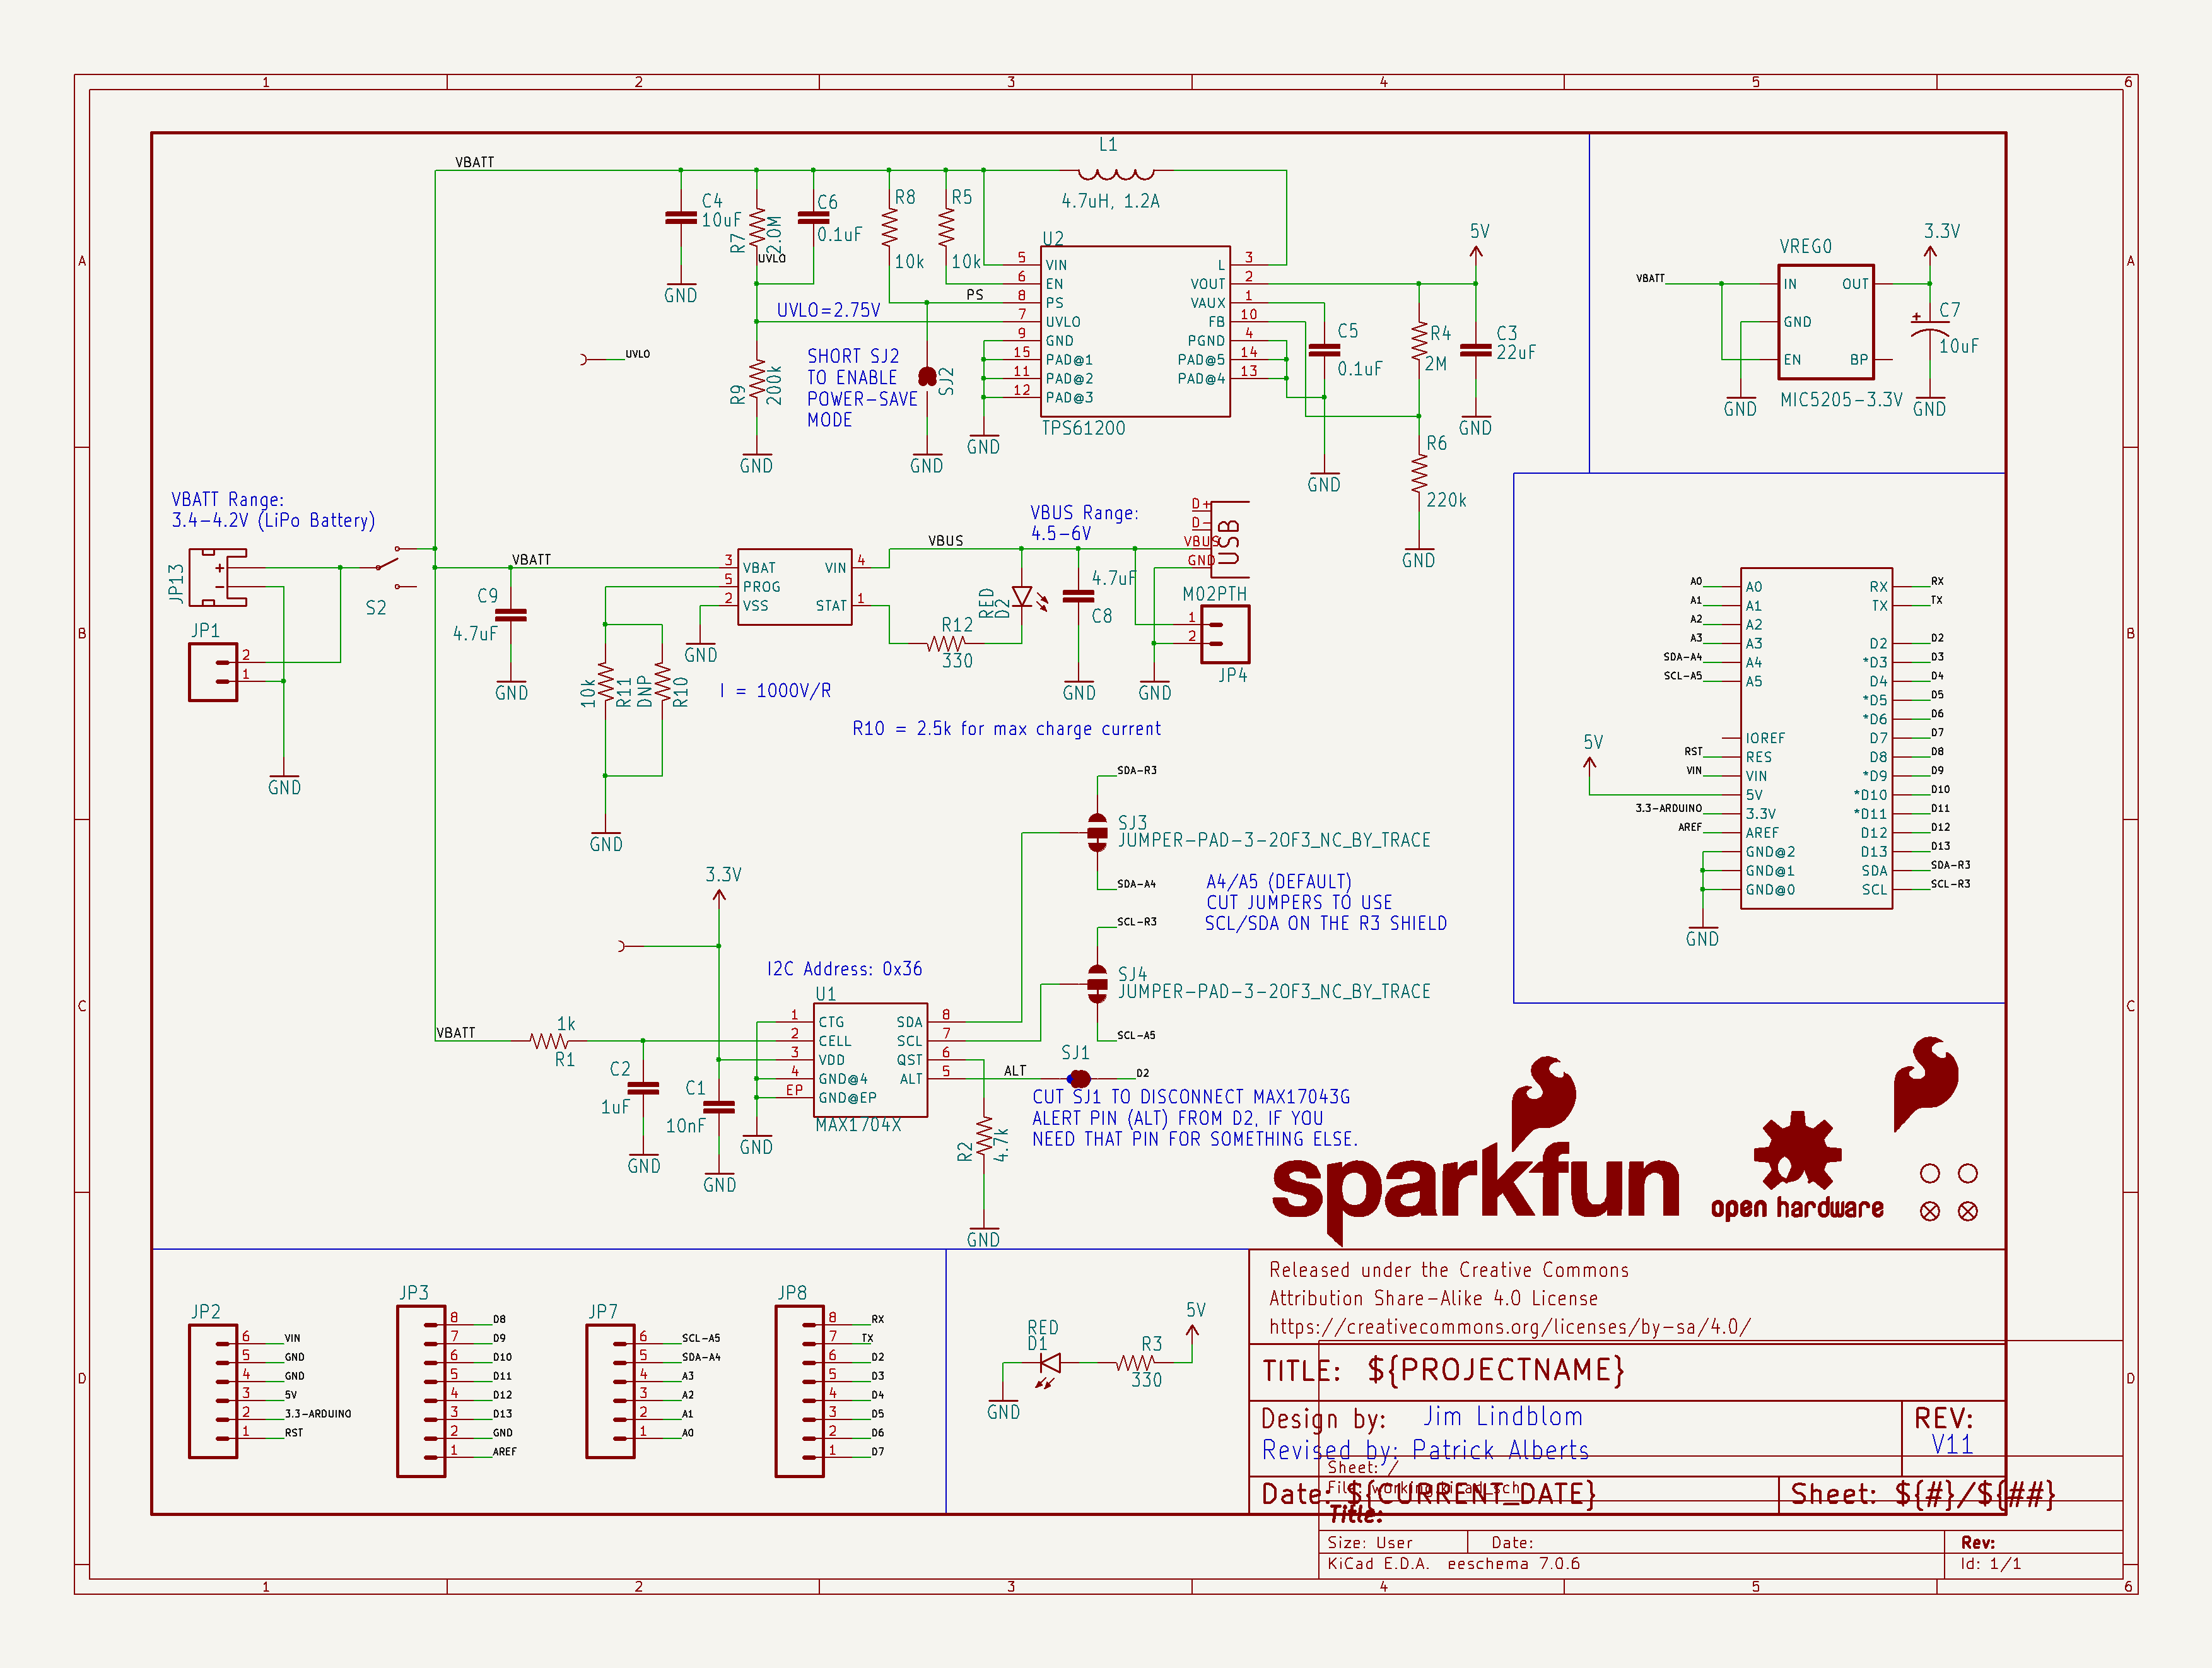 1 2 3 4 5 6
A
B
C
D
VBATT
L1
4.7uH, 1.2A
C4
10uF
R7
2.0M
UVLO
C6
0.1uF
R8
10k
R5
10k
GND
UVLO=2.75V
PS
UVLO
SHORT SJ2
TO ENABLE
POWER-SAVE
MODE
SJ2
R9
200k
GND
GND
U2
5 VIN
6 EN
8 PS
7 UVLO
9 GND
15 PAD@1
11 PAD@2
12 PAD@3
L 3
VOUT 2
VAUX 1
FB 10
PGND 4
PAD@5 14
PAD@4 13
TPS61200
GND
5V
C5
0.1uF
R4
2M
C3
22uF
GND
R6
220k
GND
GND
VREG0
VBATT
IN
GND
EN
OUT
BP
MIC5205-3.3V
GND
3.3V
C7
10uF
GND
VBATT Range:
3.4-4.2V (LiPo Battery)
JP13
+
-
JP1
2
1
S2
GND
VBATT
C9
4.7uF
GND
3 VBAT
5 PROG
2 VSS
VIN 4
STAT 1
GND
10k
R11
DNP
R10
GND
I = 1000V/R
R10 = 2.5k for max charge current
VBUS
VBUS Range:
4.5-6V
RED
D2
R12
330
4.7uF
C8
GND
D+
D-
VBUS
GND
USB
M02PTH
1
2
JP4
GND
A0 A0
A1 A1
A2 A2
A3 A3
SDA-A4 A4
SCL-A5 A5
IOREF
RST RES
VIN VIN
5V
5V
3.3-ARDUINO 3.3V
AREF AREF
GND@2
GND@1
GND@0
GND
RX RX
TX TX
D2 D2
*D3 D3
D4 D4
*D5 D5
*D6 D6
D7 D7
D8 D8
*D9 D9
*D10 D10
*D11 D11
D12 D12
D13 D13
SDA SDA-R3
SCL SCL-R3
SDA-R3
SJ3
JUMPER-PAD-3-2OF3_NC_BY_TRACE
SDA-A4
A4/A5 (DEFAULT)
CUT JUMPERS TO USE
SCL/SDA ON THE R3 SHIELD
SCL-R3
SJ4
JUMPER-PAD-3-2OF3_NC_BY_TRACE
SCL-A5
3.3V
I2C Address: 0x36
U1
1 CTG
2 CELL
3 VDD
4 GND@4
EP GND@EP
SDA 8
SCL 7
QST 6
ALT 5
MAX1704X
VBATT
1k
R1
C2
1uF
GND
C1
10nF
GND
GND
R2
4.7k
GND
ALT
SJ1
D2
CUT SJ1 TO DISCONNECT MAX17043G
ALERT PIN (ALT) FROM D2, IF YOU
NEED THAT PIN FOR SOMETHING ELSE.
sparkfun
open hardware
JP2
6 VIN
5 GND
4 GND
3 5V
2 3.3-ARDUINO
1 RST
JP3
8 D8
7 D9
6 D10
5 D11
4 D12
3 D13
2 GND
1 AREF
JP7
6 SCL-A5
5 SDA-A4
4 A3
3 A2
2 A1
1 A0
JP8
8 RX
7 TX
6 D2
5 D3
4 D4
3 D5
2 D6
1 D7
RED
D1
R3
330
5V
GND
Released under the Creative Commons
Attribution Share-Alike 4.0 License
https://creativecommons.org/licenses/by-sa/4.0/
TITLE: ${PROJECTNAME}
Design by: Jim Lindblom
Revised by: Patrick Alberts
REV:
V11
Date: ${CURRENT_DATE}
Sheet: ${#}/${##}
Sheet: /
File: working.kicad_sch
Title:
Size: User
Date:
Rev:
KiCad E.D.A. eeschema 7.0.6
Id: 1/1
A
B
C
D
1 2 3 4 5 6